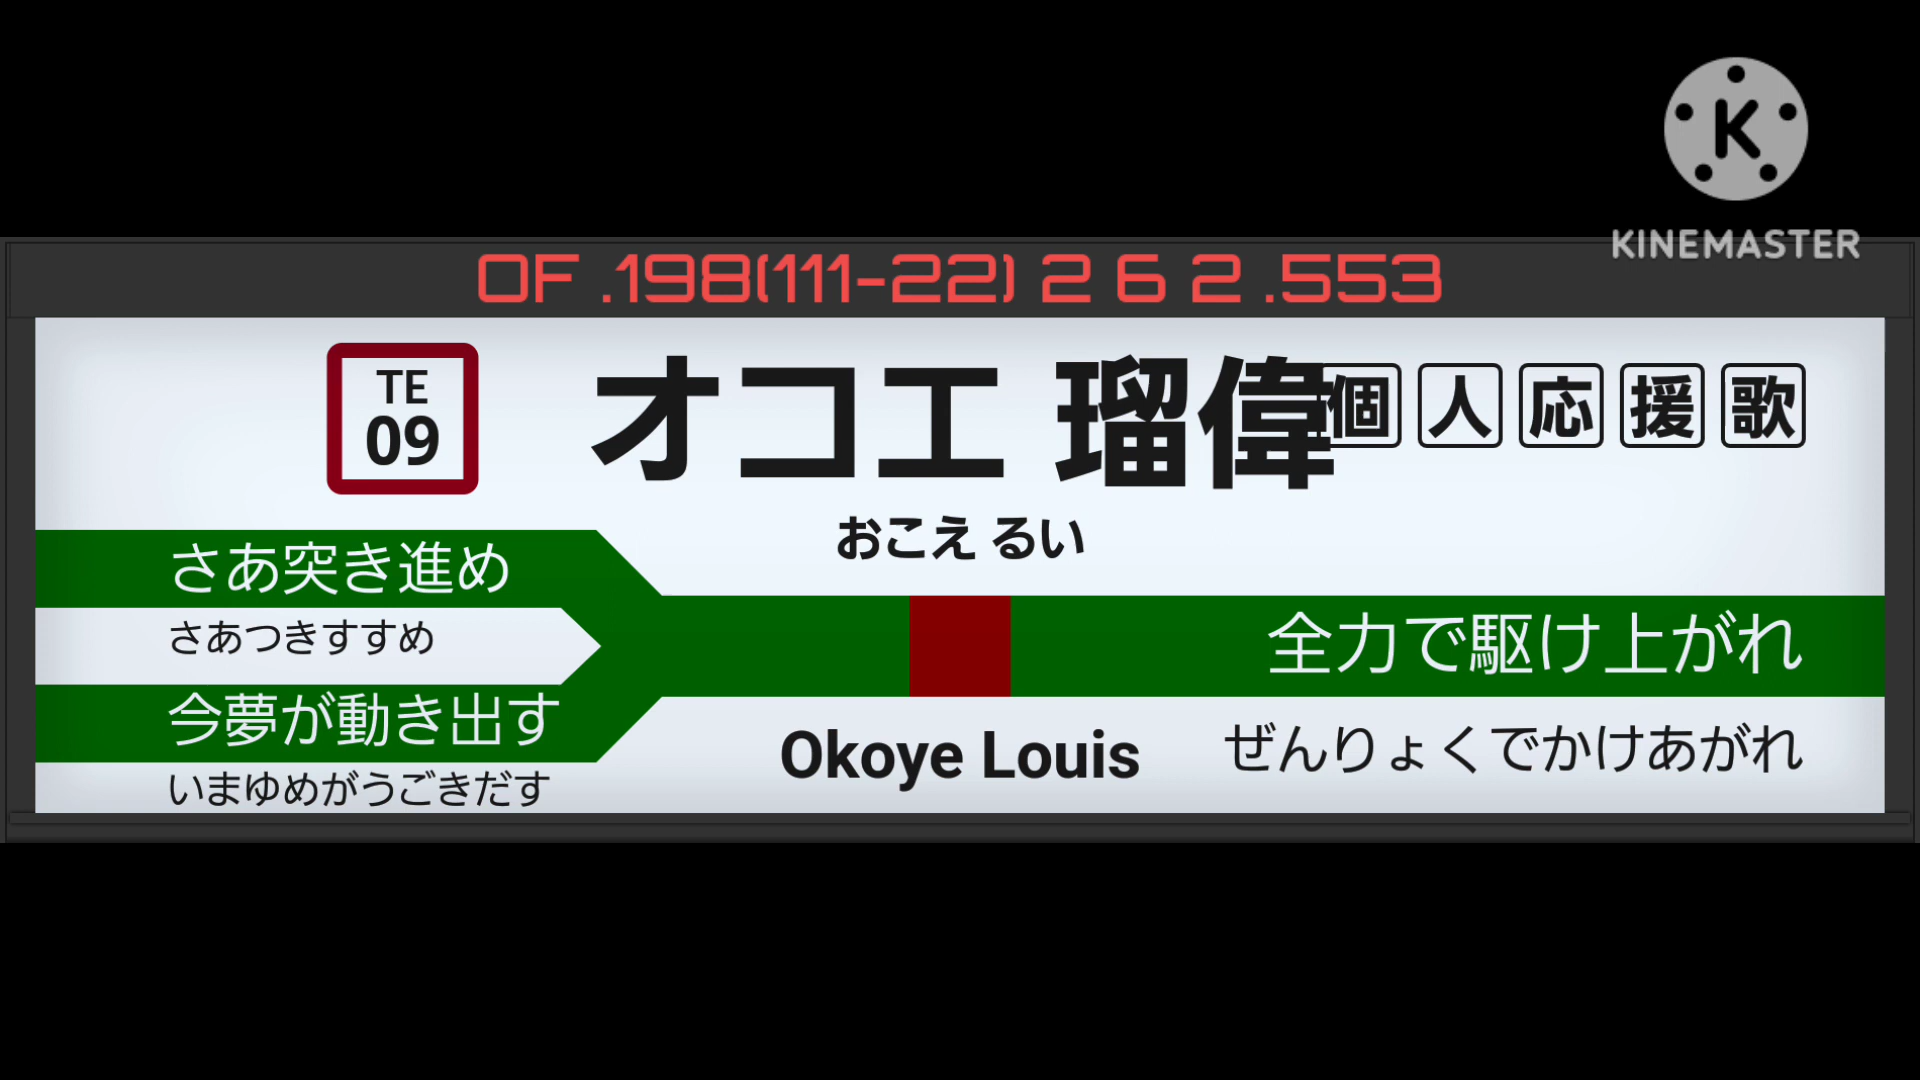 KINEMASTER
OF .198(111-22) 2 6 2 .553
TE
09
オコエ 瑠偉
個人応援歌
おこえ るい
さあ突き進め
さあつきすすめ
今夢が動き出す
いまゆめがうごきだす
全力で駆け上がれ
ぜんりょくでかけあがれ
Okoye Louis